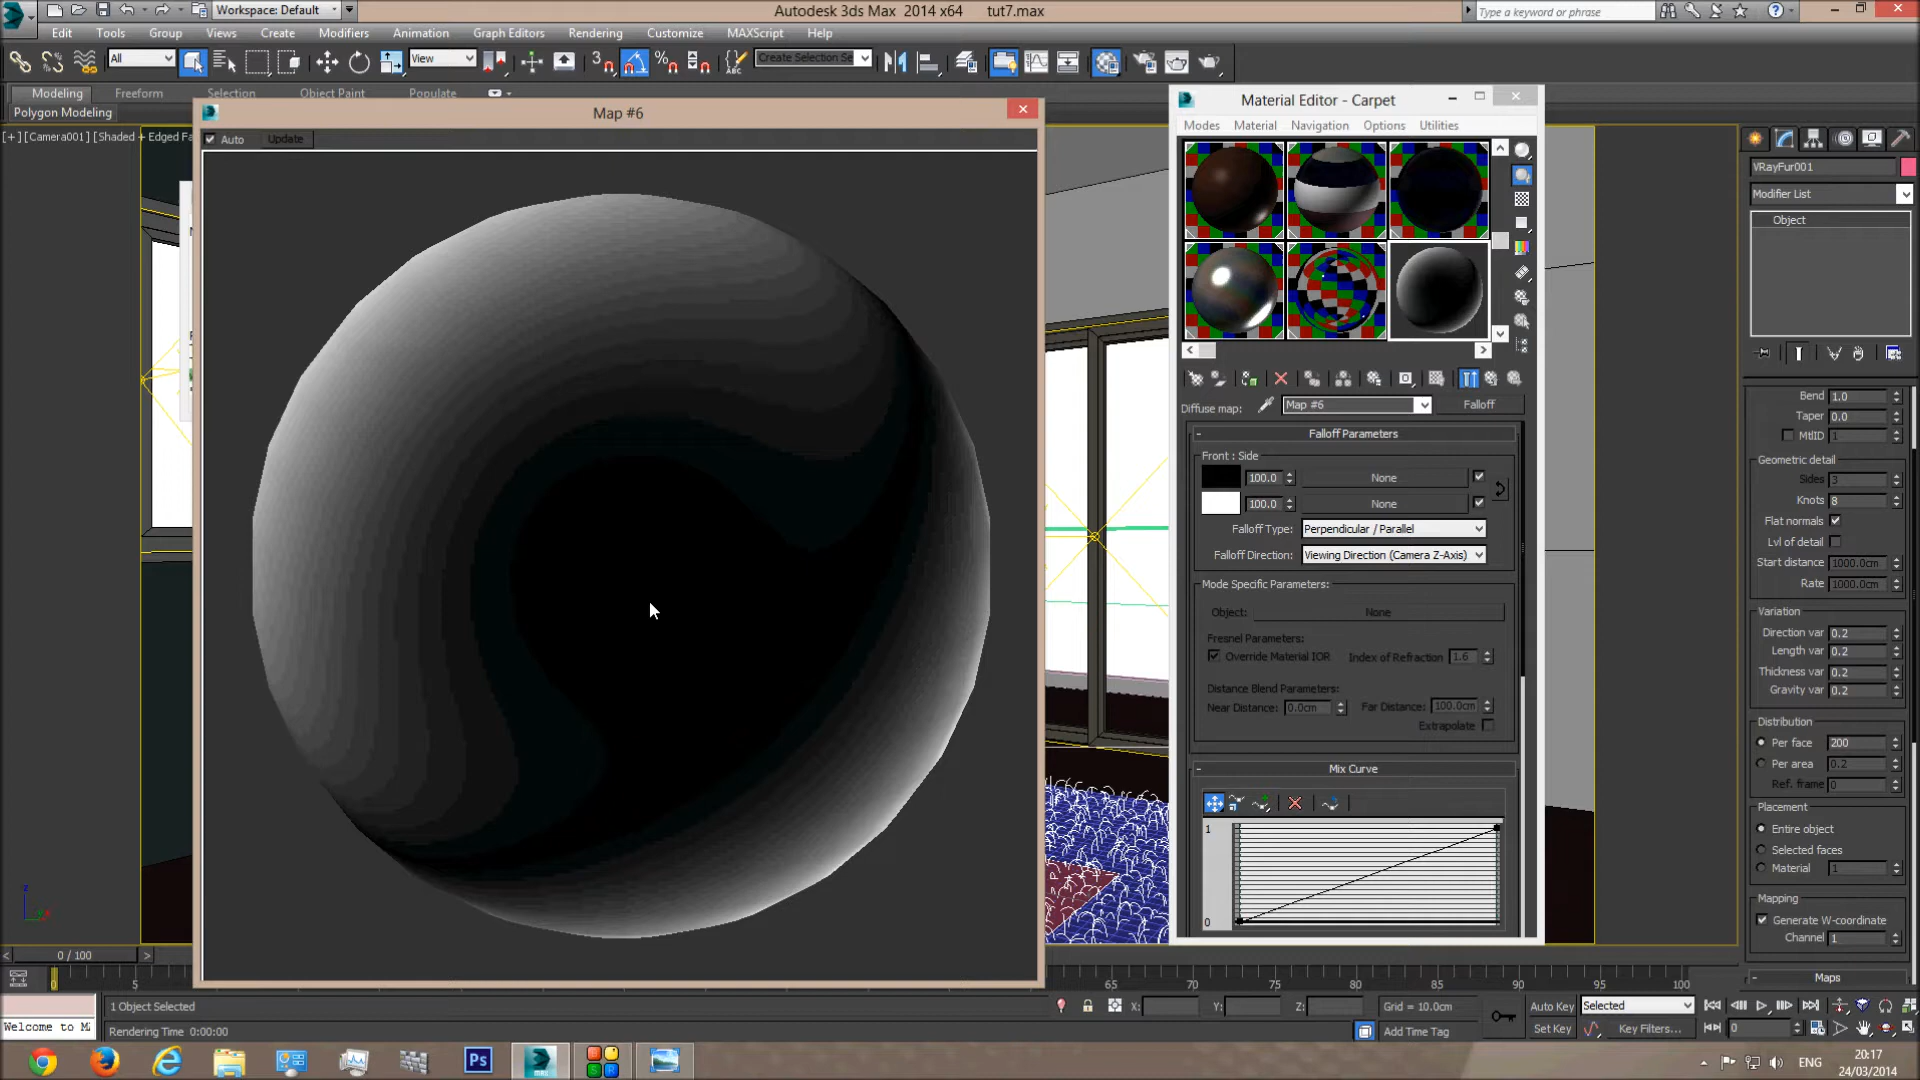 Workspace: Default
Autodesk 3ds Max 2014 x64 tut7.max
Type a keyword or phrase
Edit Tools Group Views Create Modifiers Animation Graph Editors Rendering Customize MAXScript Help
All
View
Create Selection Se
Modeling Freeform Selection Object Paint Populate
Polygon Modeling
[+][Camera001][Shaded + Edged Fa
Map #6
Auto
Update
Material Editor - Carpet
Modes Material Navigation Options Utilities
Diffuse map:
Map #6
Falloff
Falloff Parameters
Front : Side
100.0
None
100.0
None
Falloff Type:
Perpendicular / Parallel
Falloff Direction:
Viewing Direction (Camera Z-Axis)
Mode Specific Parameters:
Object:
None
Fresnel Parameters:
Override Material IOR
Index of Refraction
1.6
Distance Blend Parameters:
Near Distance:
0.0cm
Far Distance:
100.0cm
Extrapolate
Mix Curve
1
0
VRayFur001
Modifier List
Object
Bend 1.0
Taper 0.0
MtlID 1
Geometric detail
Sides 3
Knots 8
Flat normals
Lvl of detail
Start distance 1000.0cm
Rate 1000.0cm
Variation
Direction var 0.2
Length var 0.2
Thickness var 0.2
Gravity var 0.2
Distribution
Per face 200
Per area 0.2
Ref. frame 0
Placement
Entire object
Selected faces
Material 1
Mapping
Generate W-coordinate
Channel 1
Maps
0 / 100
5 65 70 75 80 85 90 95 100
1 Object Selected
X:
Y:
Z:
Grid = 10.0cm
Auto Key
Selected
Welcome to M
Rendering Time 0:00:00
Add Time Tag
Set Key
Key Filters...
0
Ps
ENG
20:17
24/03/2014